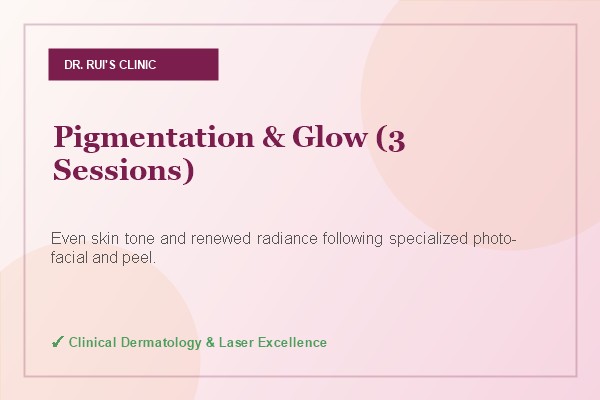 DR. RUI'S CLINIC
Pigmentation & Glow (3
Sessions)
Even skin tone and renewed radiance following specialized photo-
facial and peel.
✓ Clinical Dermatology & Laser Excellence